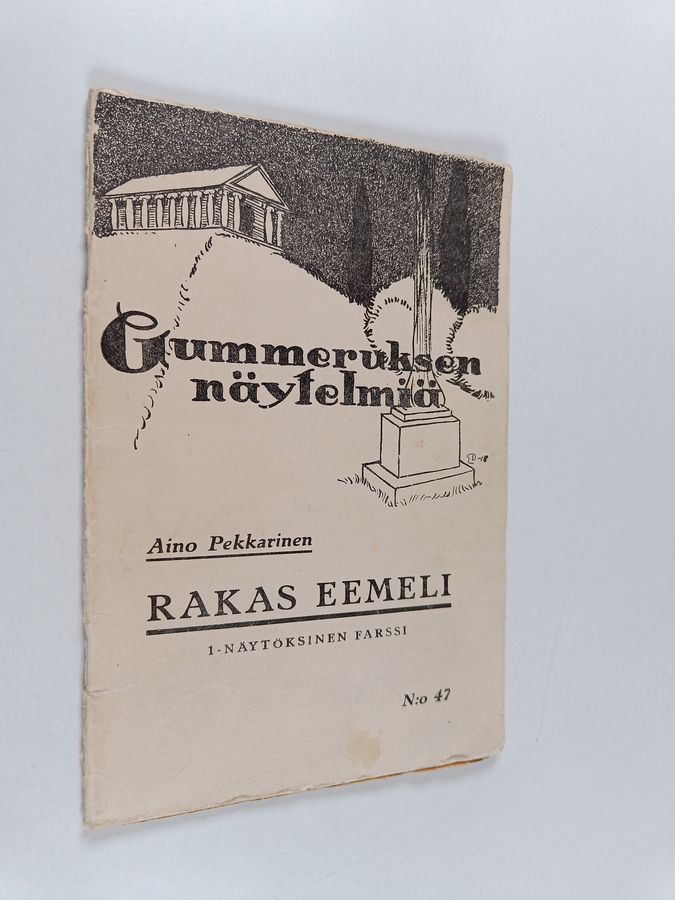 Gummeruksen
näytelmiä
Aino Pekkarinen
RAKAS EEMELI
1-NÄYTÖKSINEN FARSSI
N:o 47